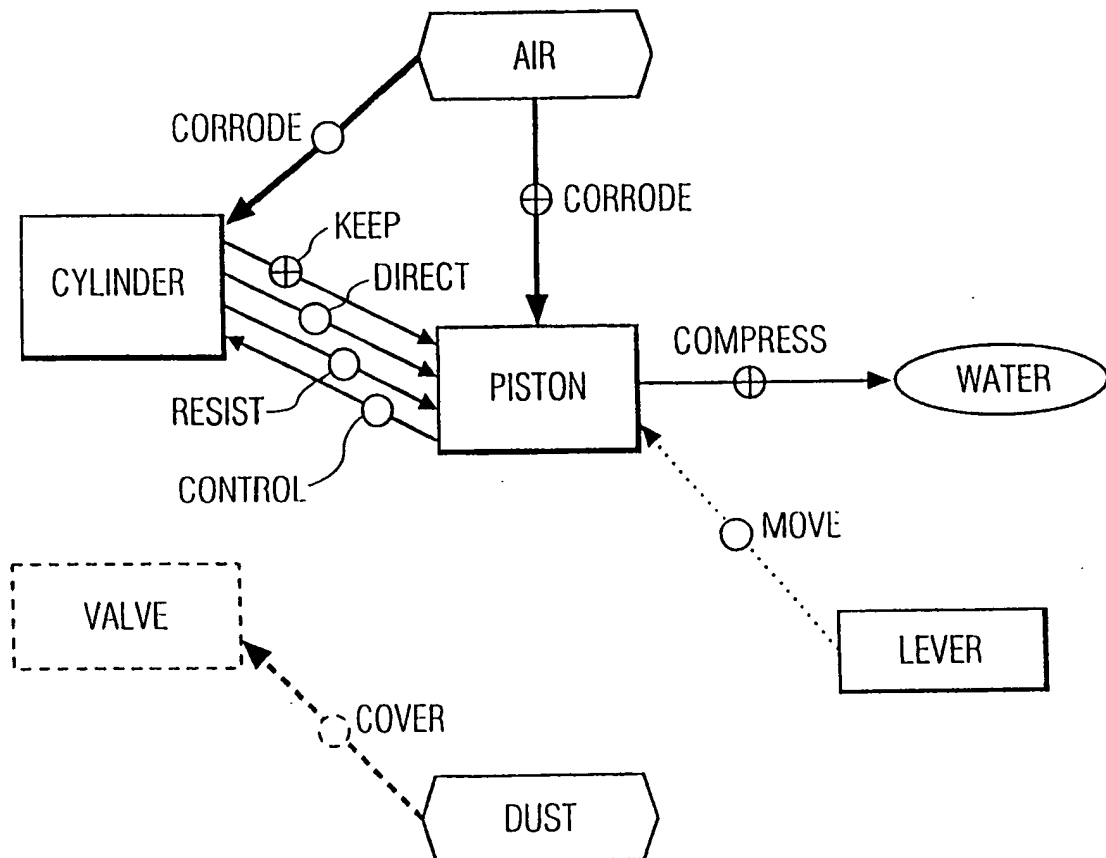 AIR
CORRODE
CORRODE
KEEP
CYLINDER
DIRECT
COMPRESS
PISTON
WATER
RESIST
CONTROL
MOVE
VALVE
LEVER
COVER
DUST